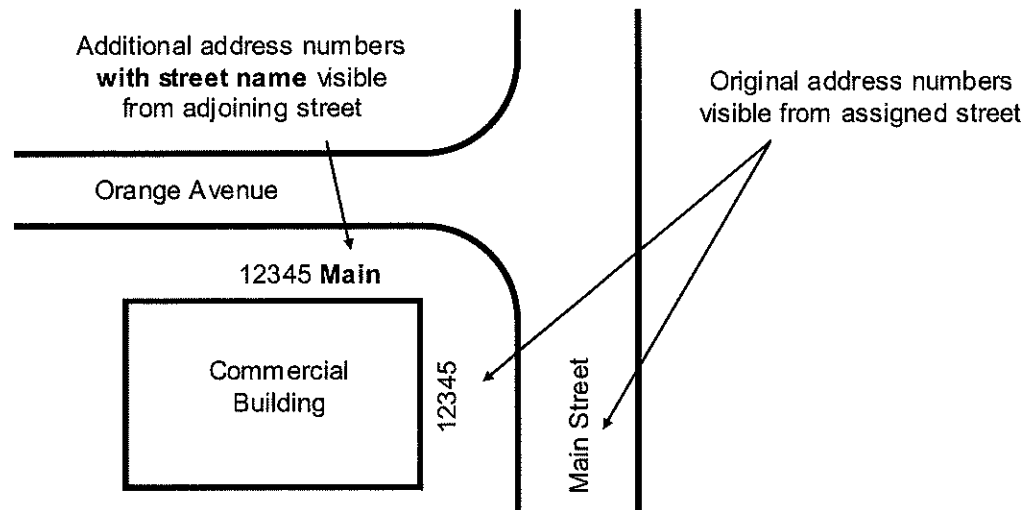 Additional address numbers
with street name visible
from adjoining street
Original address numbers
visible from assigned street
Orange Avenue
12345 Main
Commercial
Building
12345
Main Street